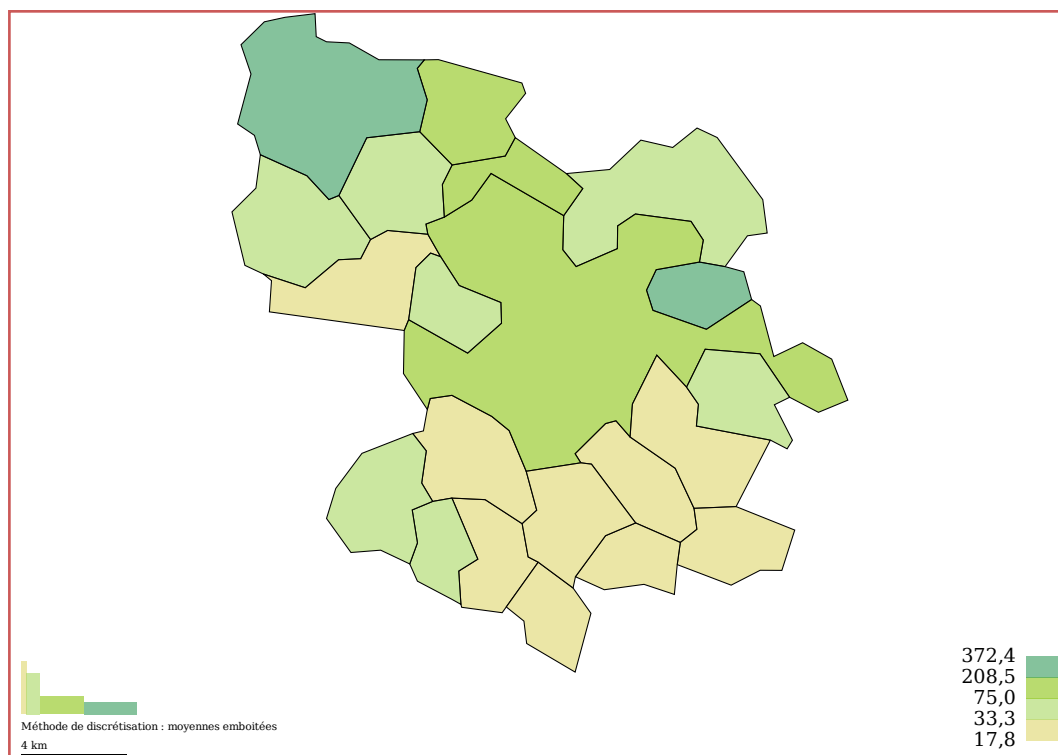 372,4
208,5
75,0
33,3
17,8
Méthode de discrétisation : moyennes emboitées
4 km